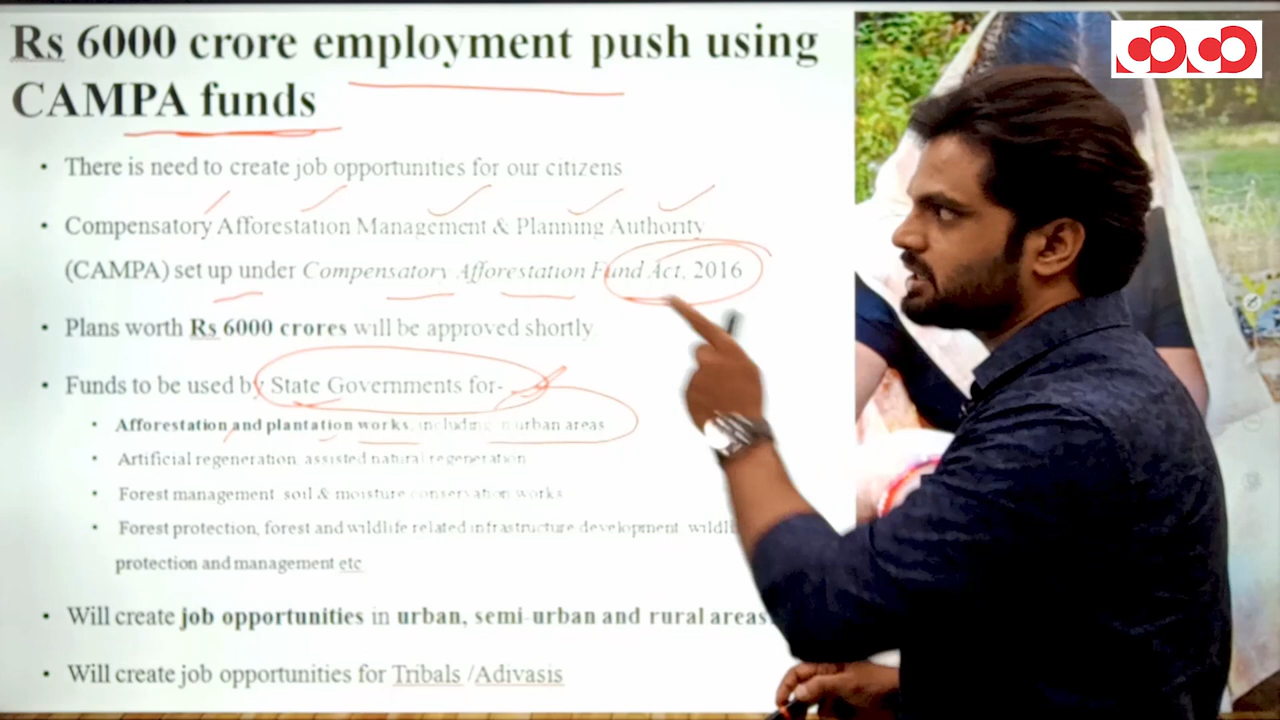 Rs 6000 crore employment push using
CAMPA funds
• There is need to create job opportunities for our citizens
• Compensatory Afforestation Management & Planning Authority
(CAMPA) set up under Compensatory Afforestation Fund Act, 2016
• Plans worth Rs 6000 crores will be approved shortly
• Funds to be used by State Governments for-
• Afforestation and plantation works, including in urban areas
• Artificial regeneration, assisted natural regeneration
• Forest management, soil & moisture conservation works
• Forest protection, forest and wildlife related infrastructure development, wildli
protection and management etc
• Will create job opportunities in urban, semi-urban and rural areas
• Will create job opportunities for Tribals /Adivasis